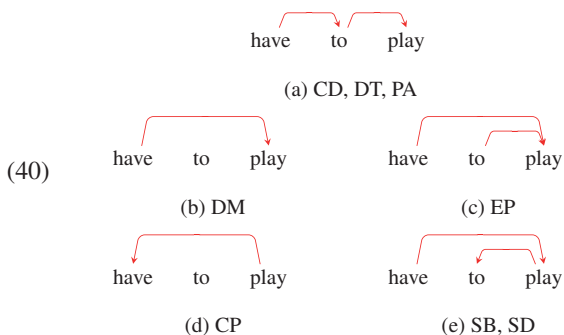 have to play
(a) CD, DT, PA
(40)
have to play
have to play
(b) DM
(c) EP
have to play
have to play
(d) CP
(e) SB, SD